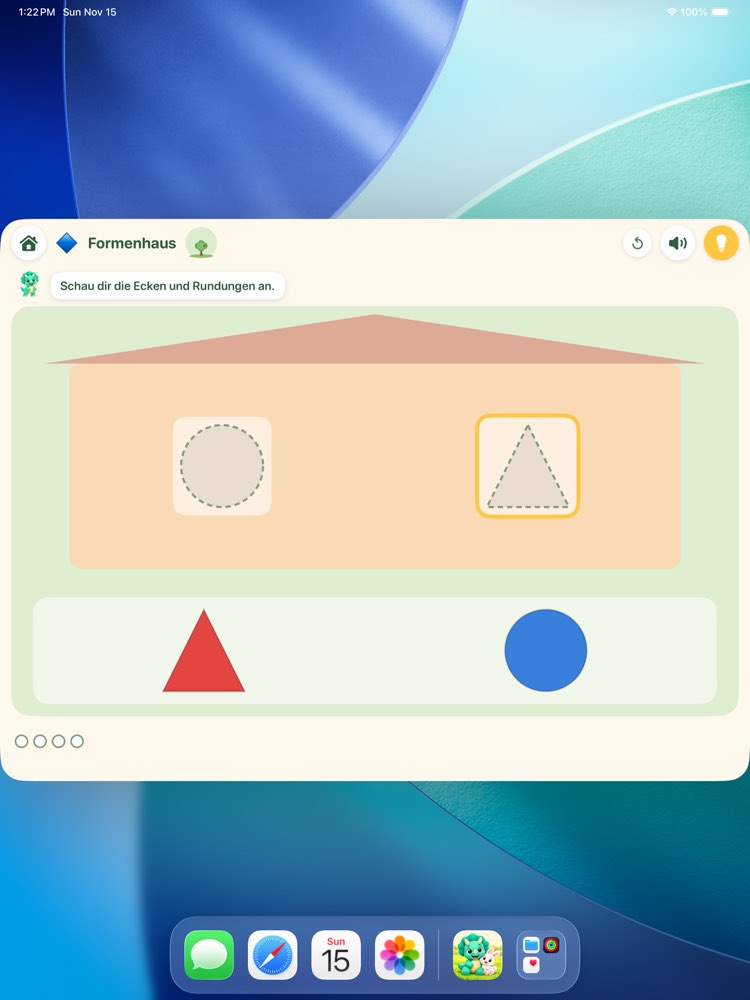 1:22 PM Sun Nov 15
100%
Formenhaus
Schau dir die Ecken und Rundungen an.
Sun
15